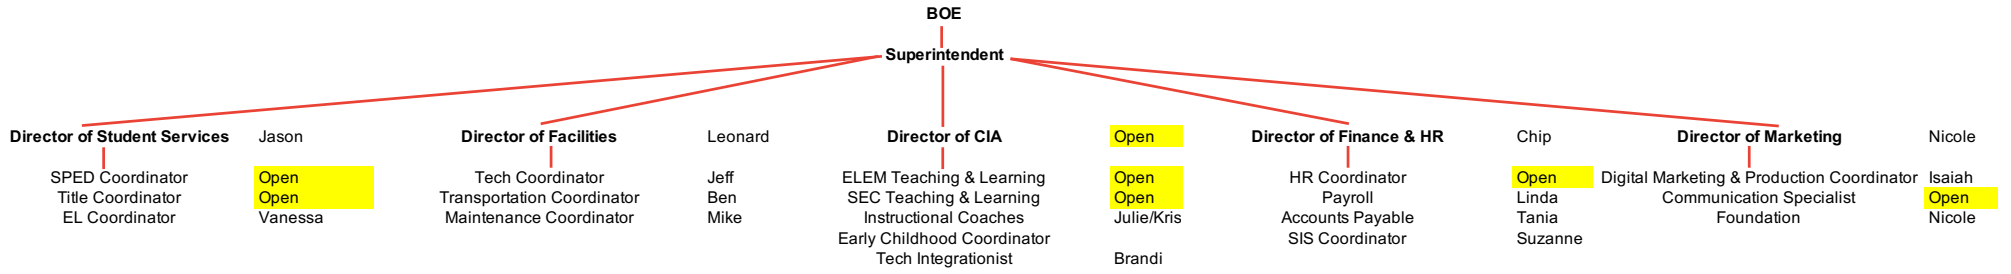 BOE
Superintendent
Director of Student Services Jason Director of Facilities Leonard Director of CIA Open Director of Finance & HR Chip Director of Marketing Nicole
SPED Coordinator Open Tech Coordinator Jeff ELEM Teaching & Learning Open HR Coordinator Open Digital Marketing & Production Coordinator Isaiah
Title Coordinator Open Transportation Coordinator Ben SEC Teaching & Learning Open Payroll Linda Communication Specialist Open
EL Coordinator Vanessa Maintenance Coordinator Mike Instructional Coaches Julie/Kris Accounts Payable Tania Foundation Nicole
Early Childhood Coordinator SIS Coordinator Suzanne
Tech Integrationist Brandi